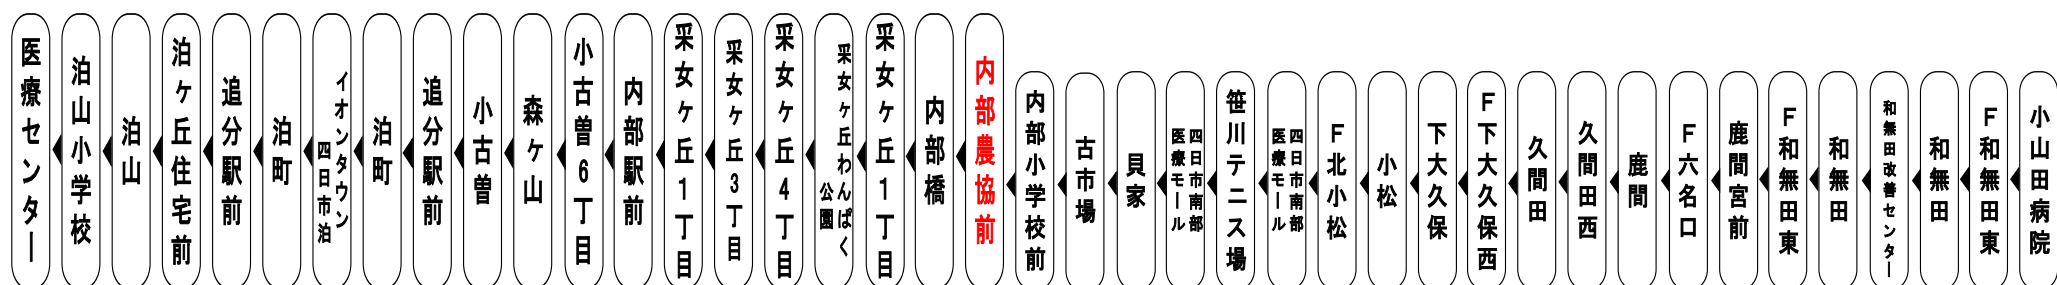 医療センター
泊山小学校
泊山
泊ヶ丘住宅前
追分駅前
泊町
イオンタウン
四日市泊
泊町
追分駅前
小古曽
森ヶ山
小古曽6丁目
内部駅前
采女ヶ丘1丁目
采女ヶ丘3丁目
采女ヶ丘4丁目
采女ヶ丘わんぱく
公園
采女ヶ丘1丁目
内部橋
内部農協前
内部小学校前
古市場
貝家
四日市南部
医療モール
笹川テニス場
四日市南部
医療モール
F北小松
小松
下大久保
F下大久保西
久間田
久間田西
鹿間
F六名口
鹿間宮前
F和無田東
和無田
和無田改善センター
和無田
F和無田東
小山田病院